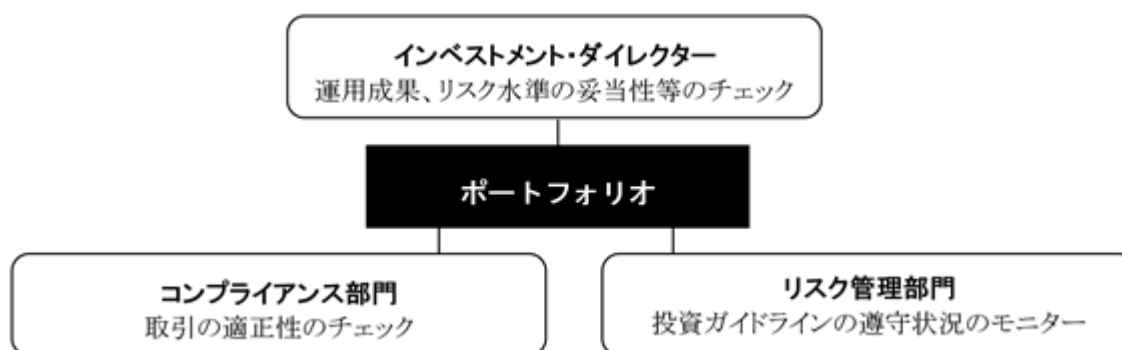 インベストメント・ダイレクター
運用成果、リスク水準の妥当性等のチェック
ポートフォリオ
コンプライアンス部門
取引の適正性のチェック
リスク管理部門
投資ガイドラインの遵守状況のモニター